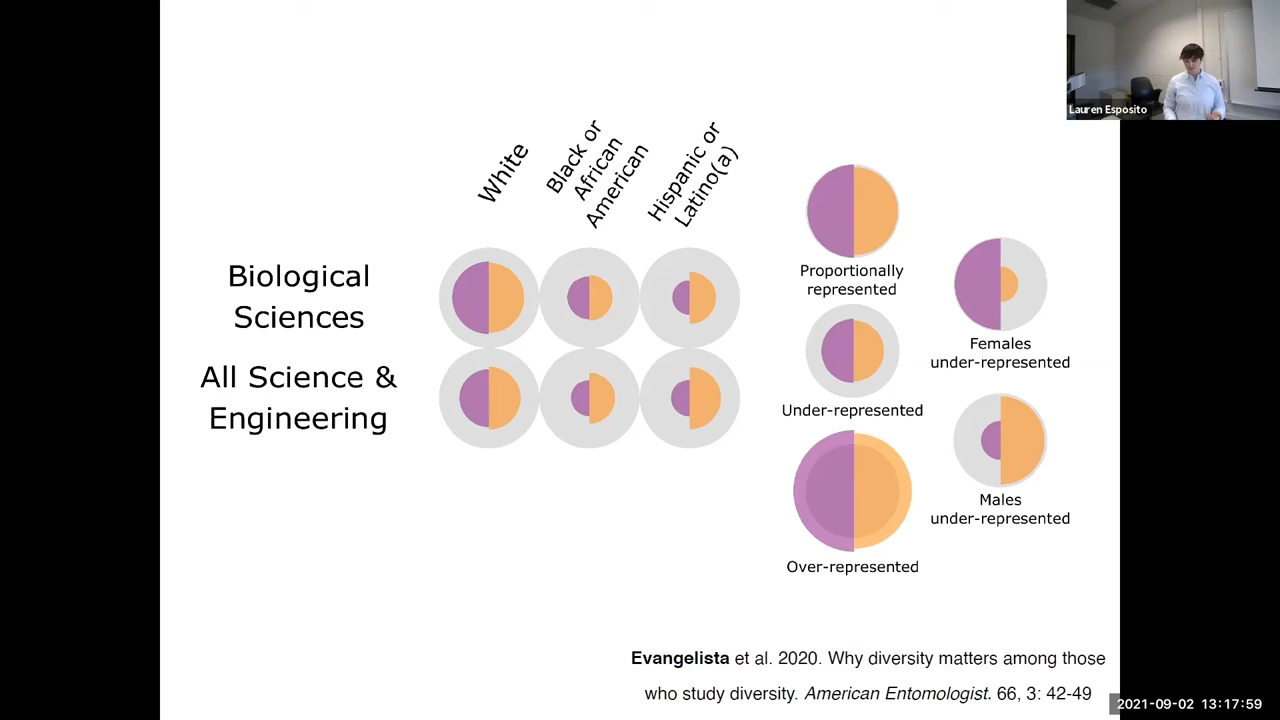 Lauren Esposito
White
Black or
African
American
Hispanic or
Latino(a)
Biological
Sciences
All Science &
Engineering
Proportionally
represented
Under-represented
Over-represented
Females
under-represented
Males
under-represented
Evangelista et al. 2020. Why diversity matters among those
who study diversity. American Entomologist. 66, 3: 42-49
2021-09-02 13:17:59